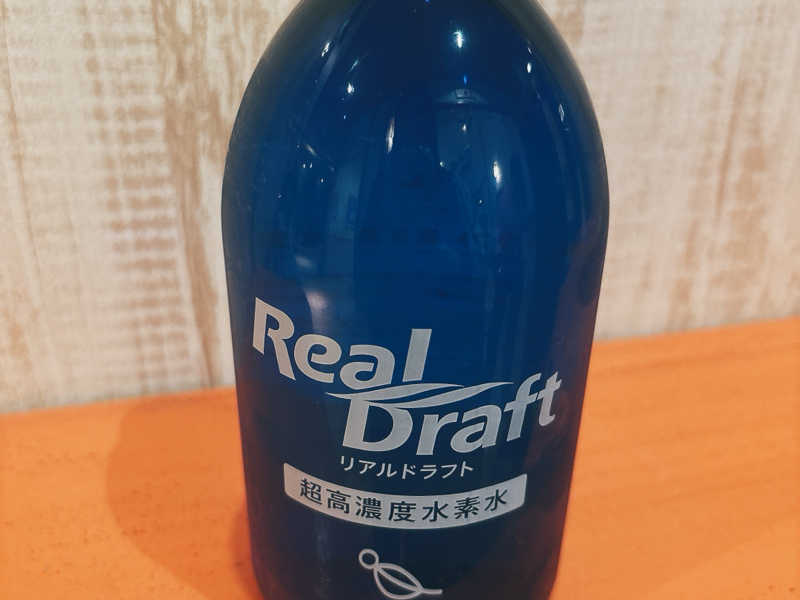 Real
Draft
リアルドラフト
超高濃度水素水